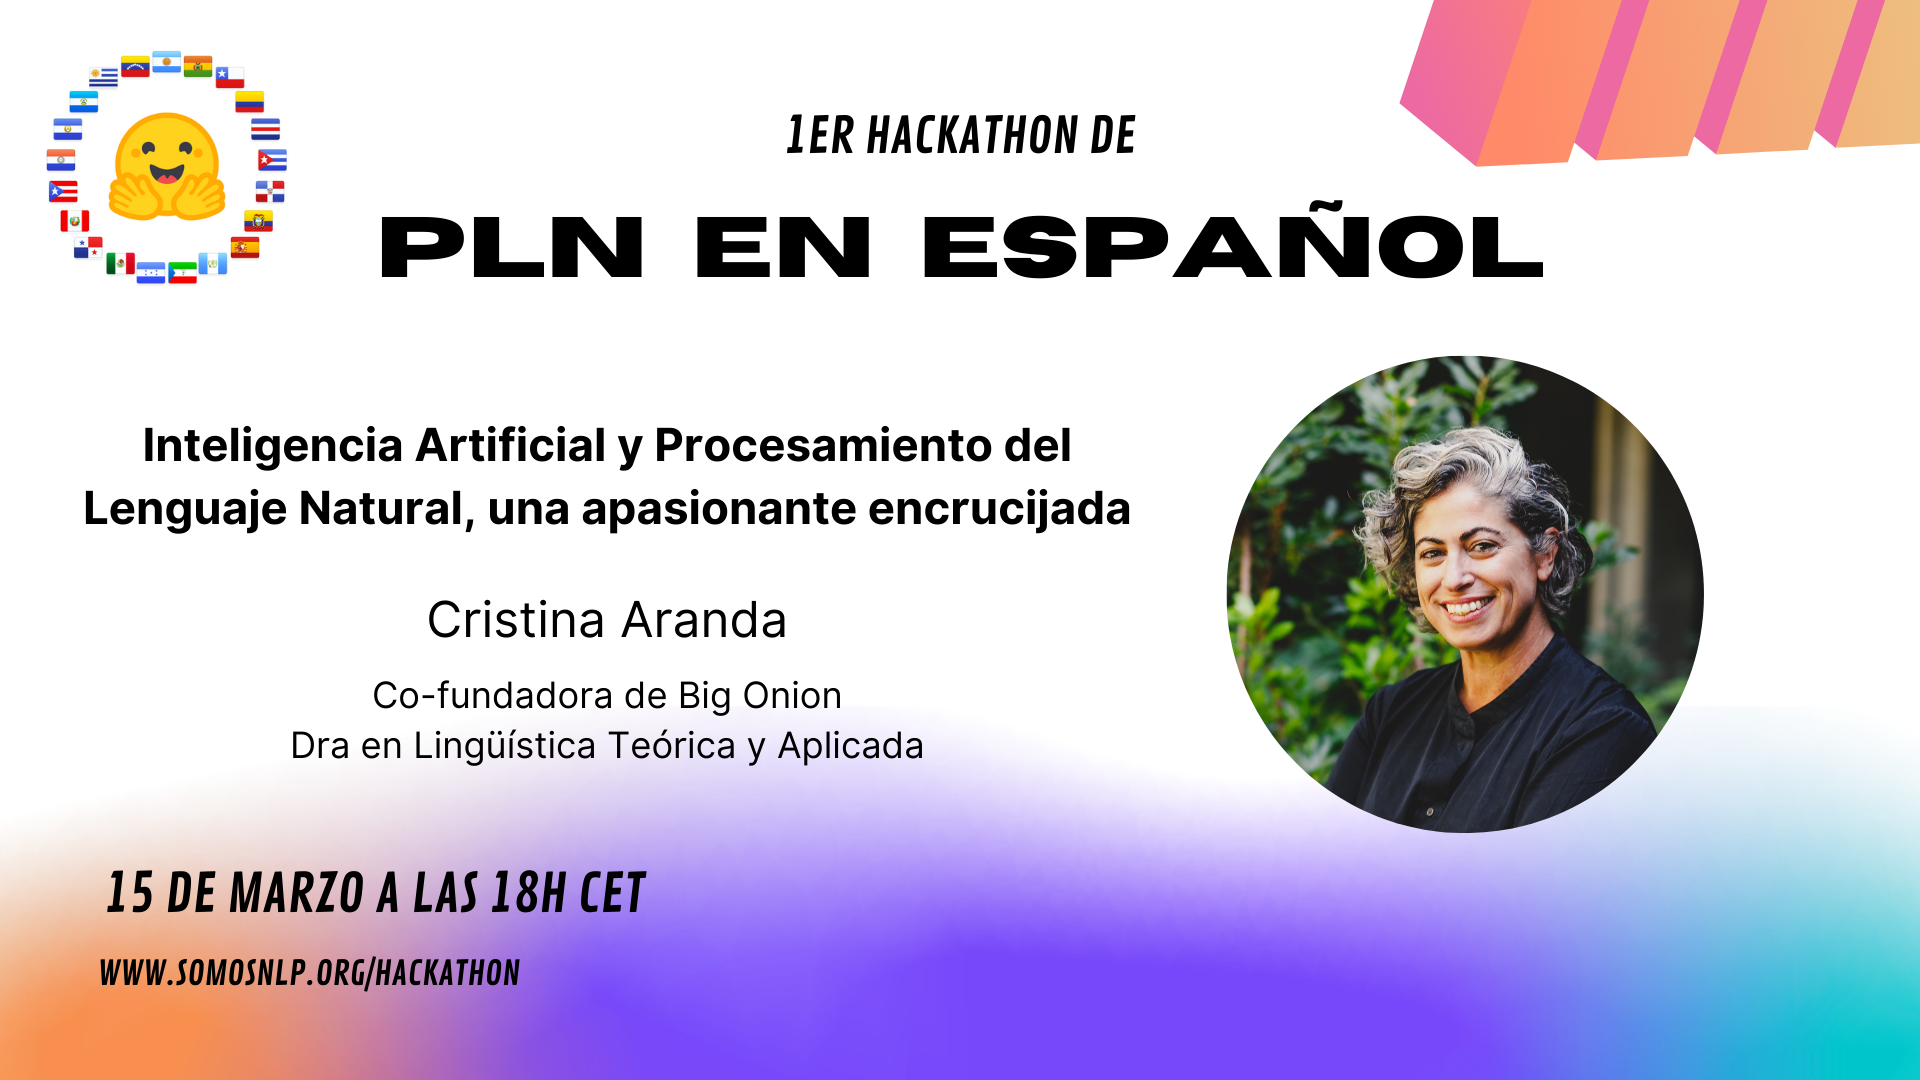 1ER HACKATHON DE
PLN EN ESPAÑOL
Inteligencia Artificial y Procesamiento del
Lenguaje Natural, una apasionante encrucijada
Cristina Aranda
Co-fundadora de Big Onion
Dra en Lingüística Teórica y Aplicada
15 DE MARZO A LAS 18H CET
WWW.SOMOSNLP.ORG/HACKATHON